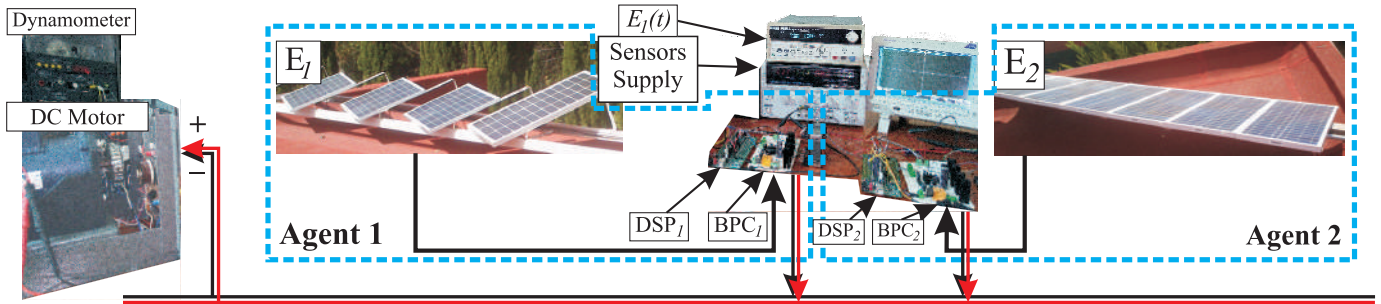 Dynamometer
DC Motor
+
−
E1
E1(t)
Sensors
Supply
E2
DSP1
BPC1
DSP2
BPC2
Agent 1
Agent 2